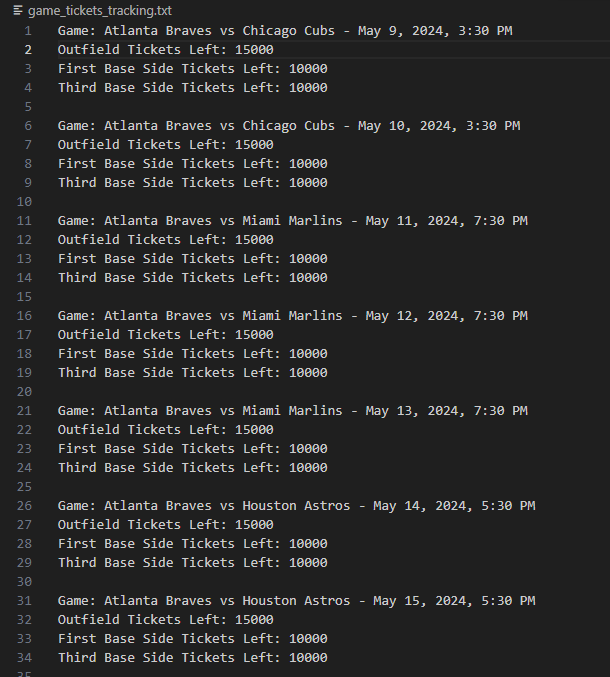 game_tickets_tracking.txt
1 Game: Atlanta Braves vs Chicago Cubs - May 9, 2024, 3:30 PM
2 Outfield Tickets Left: 15000
3 First Base Side Tickets Left: 10000
4 Third Base Side Tickets Left: 10000
5
6 Game: Atlanta Braves vs Chicago Cubs - May 10, 2024, 3:30 PM
7 Outfield Tickets Left: 15000
8 First Base Side Tickets Left: 10000
9 Third Base Side Tickets Left: 10000
10
11 Game: Atlanta Braves vs Miami Marlins - May 11, 2024, 7:30 PM
12 Outfield Tickets Left: 15000
13 First Base Side Tickets Left: 10000
14 Third Base Side Tickets Left: 10000
15
16 Game: Atlanta Braves vs Miami Marlins - May 12, 2024, 7:30 PM
17 Outfield Tickets Left: 15000
18 First Base Side Tickets Left: 10000
19 Third Base Side Tickets Left: 10000
20
21 Game: Atlanta Braves vs Miami Marlins - May 13, 2024, 7:30 PM
22 Outfield Tickets Left: 15000
23 First Base Side Tickets Left: 10000
24 Third Base Side Tickets Left: 10000
25
26 Game: Atlanta Braves vs Houston Astros - May 14, 2024, 5:30 PM
27 Outfield Tickets Left: 15000
28 First Base Side Tickets Left: 10000
29 Third Base Side Tickets Left: 10000
30
31 Game: Atlanta Braves vs Houston Astros - May 15, 2024, 5:30 PM
32 Outfield Tickets Left: 15000
33 First Base Side Tickets Left: 10000
34 Third Base Side Tickets Left: 10000
35